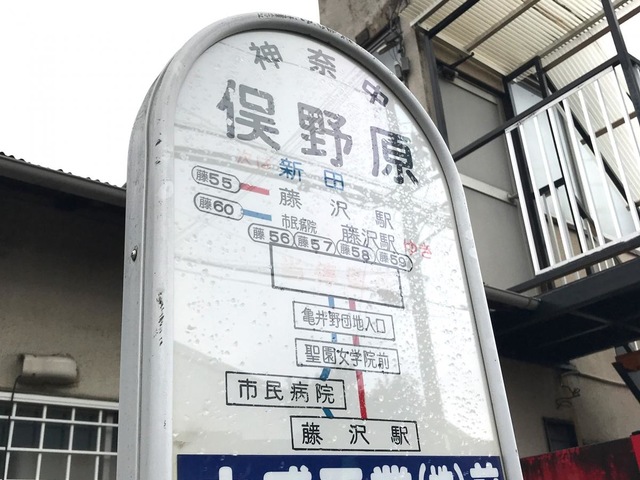 神奈中
俣野原
新田
藤55 藤沢駅
藤60 市民病院 藤沢駅ゆき
藤56 藤57 藤58 藤59
亀井野団地入口
聖園女学院前
市民病院
藤沢駅